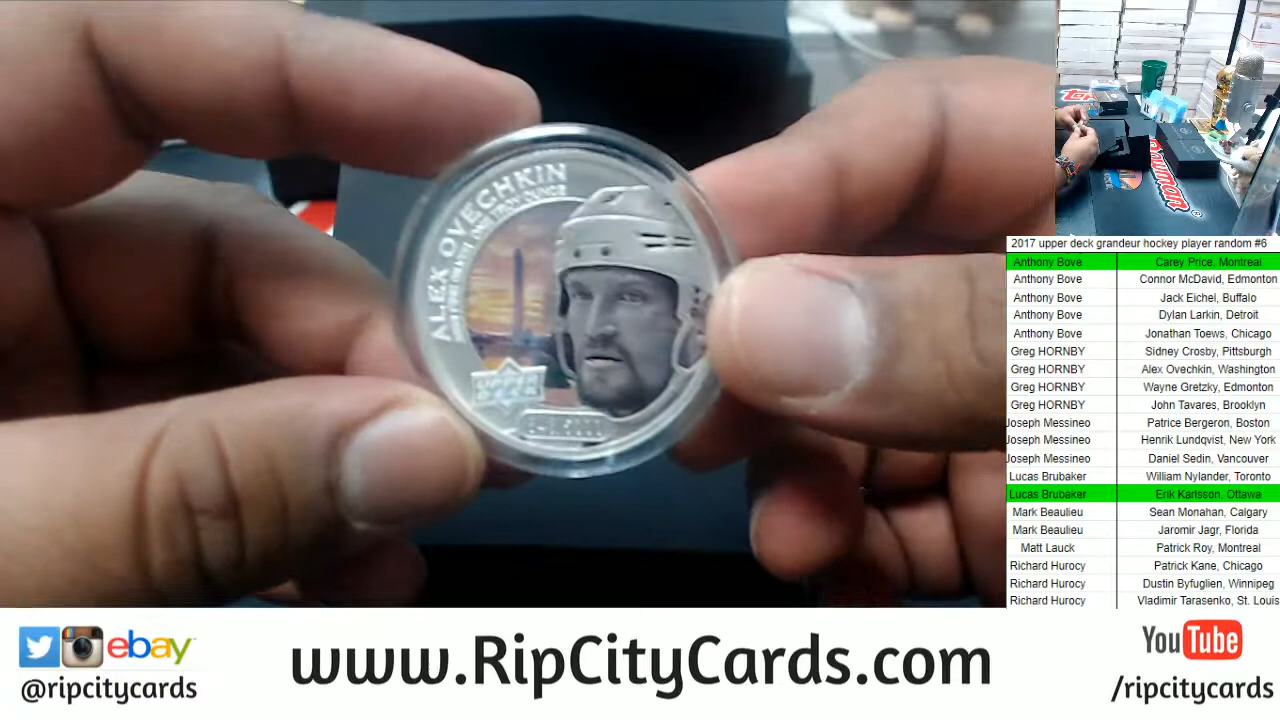 ALEX OVECHKIN
2017 upper deck grandeur hockey player random #6
Anthony Bove Carey Price, Montreal
Anthony Bove Connor McDavid, Edmonton
Anthony Bove Jack Eichel, Buffalo
Anthony Bove Dylan Larkin, Detroit
Anthony Bove Jonathan Toews, Chicago
Greg HORNBY Sidney Crosby, Pittsburgh
Greg HORNBY Alex Ovechkin, Washington
Greg HORNBY Wayne Gretzky, Edmonton
Greg HORNBY John Tavares, Brooklyn
Joseph Messineo Patrice Bergeron, Boston
Joseph Messineo Henrik Lundqvist, New York
Joseph Messineo Daniel Sedin, Vancouver
Lucas Brubaker William Nylander, Toronto
Lucas Brubaker Erik Karlsson, Ottawa
Mark Beaulieu Sean Monahan, Calgary
Mark Beaulieu Jaromir Jagr, Florida
Matt Lauck Patrick Roy, Montreal
Richard Hurocy Patrick Kane, Chicago
Richard Hurocy Dustin Byfuglien, Winnipeg
Richard Hurocy Vladimir Tarasenko, St. Louis
ebay
@ripcitycards
www.RipCityCards.com
YouTube
/ripcitycards